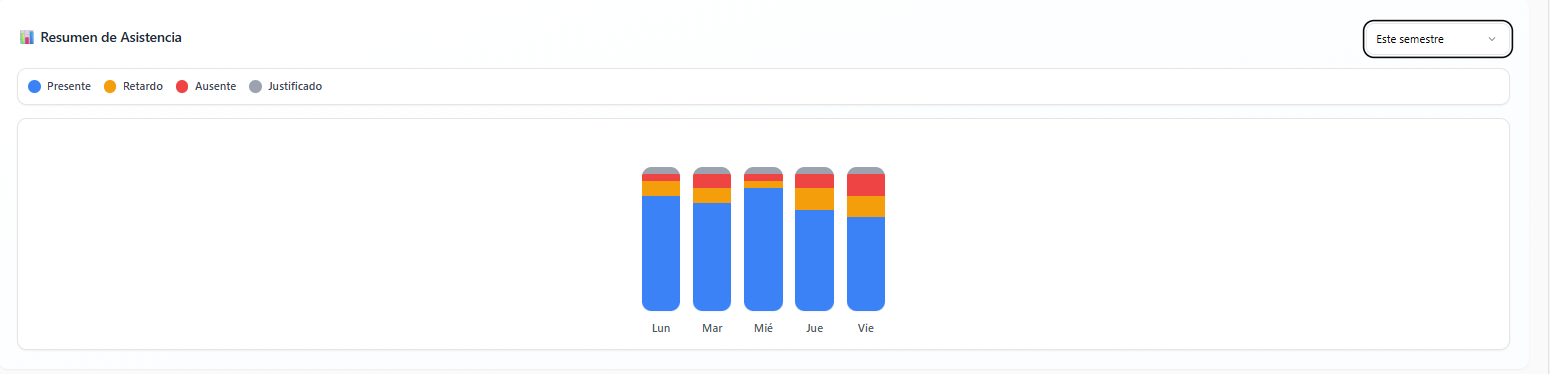 Resumen de Asistencia
Este semestre
Presente Retardo Ausente Justificado
Lun Mar Mié Jue Vie